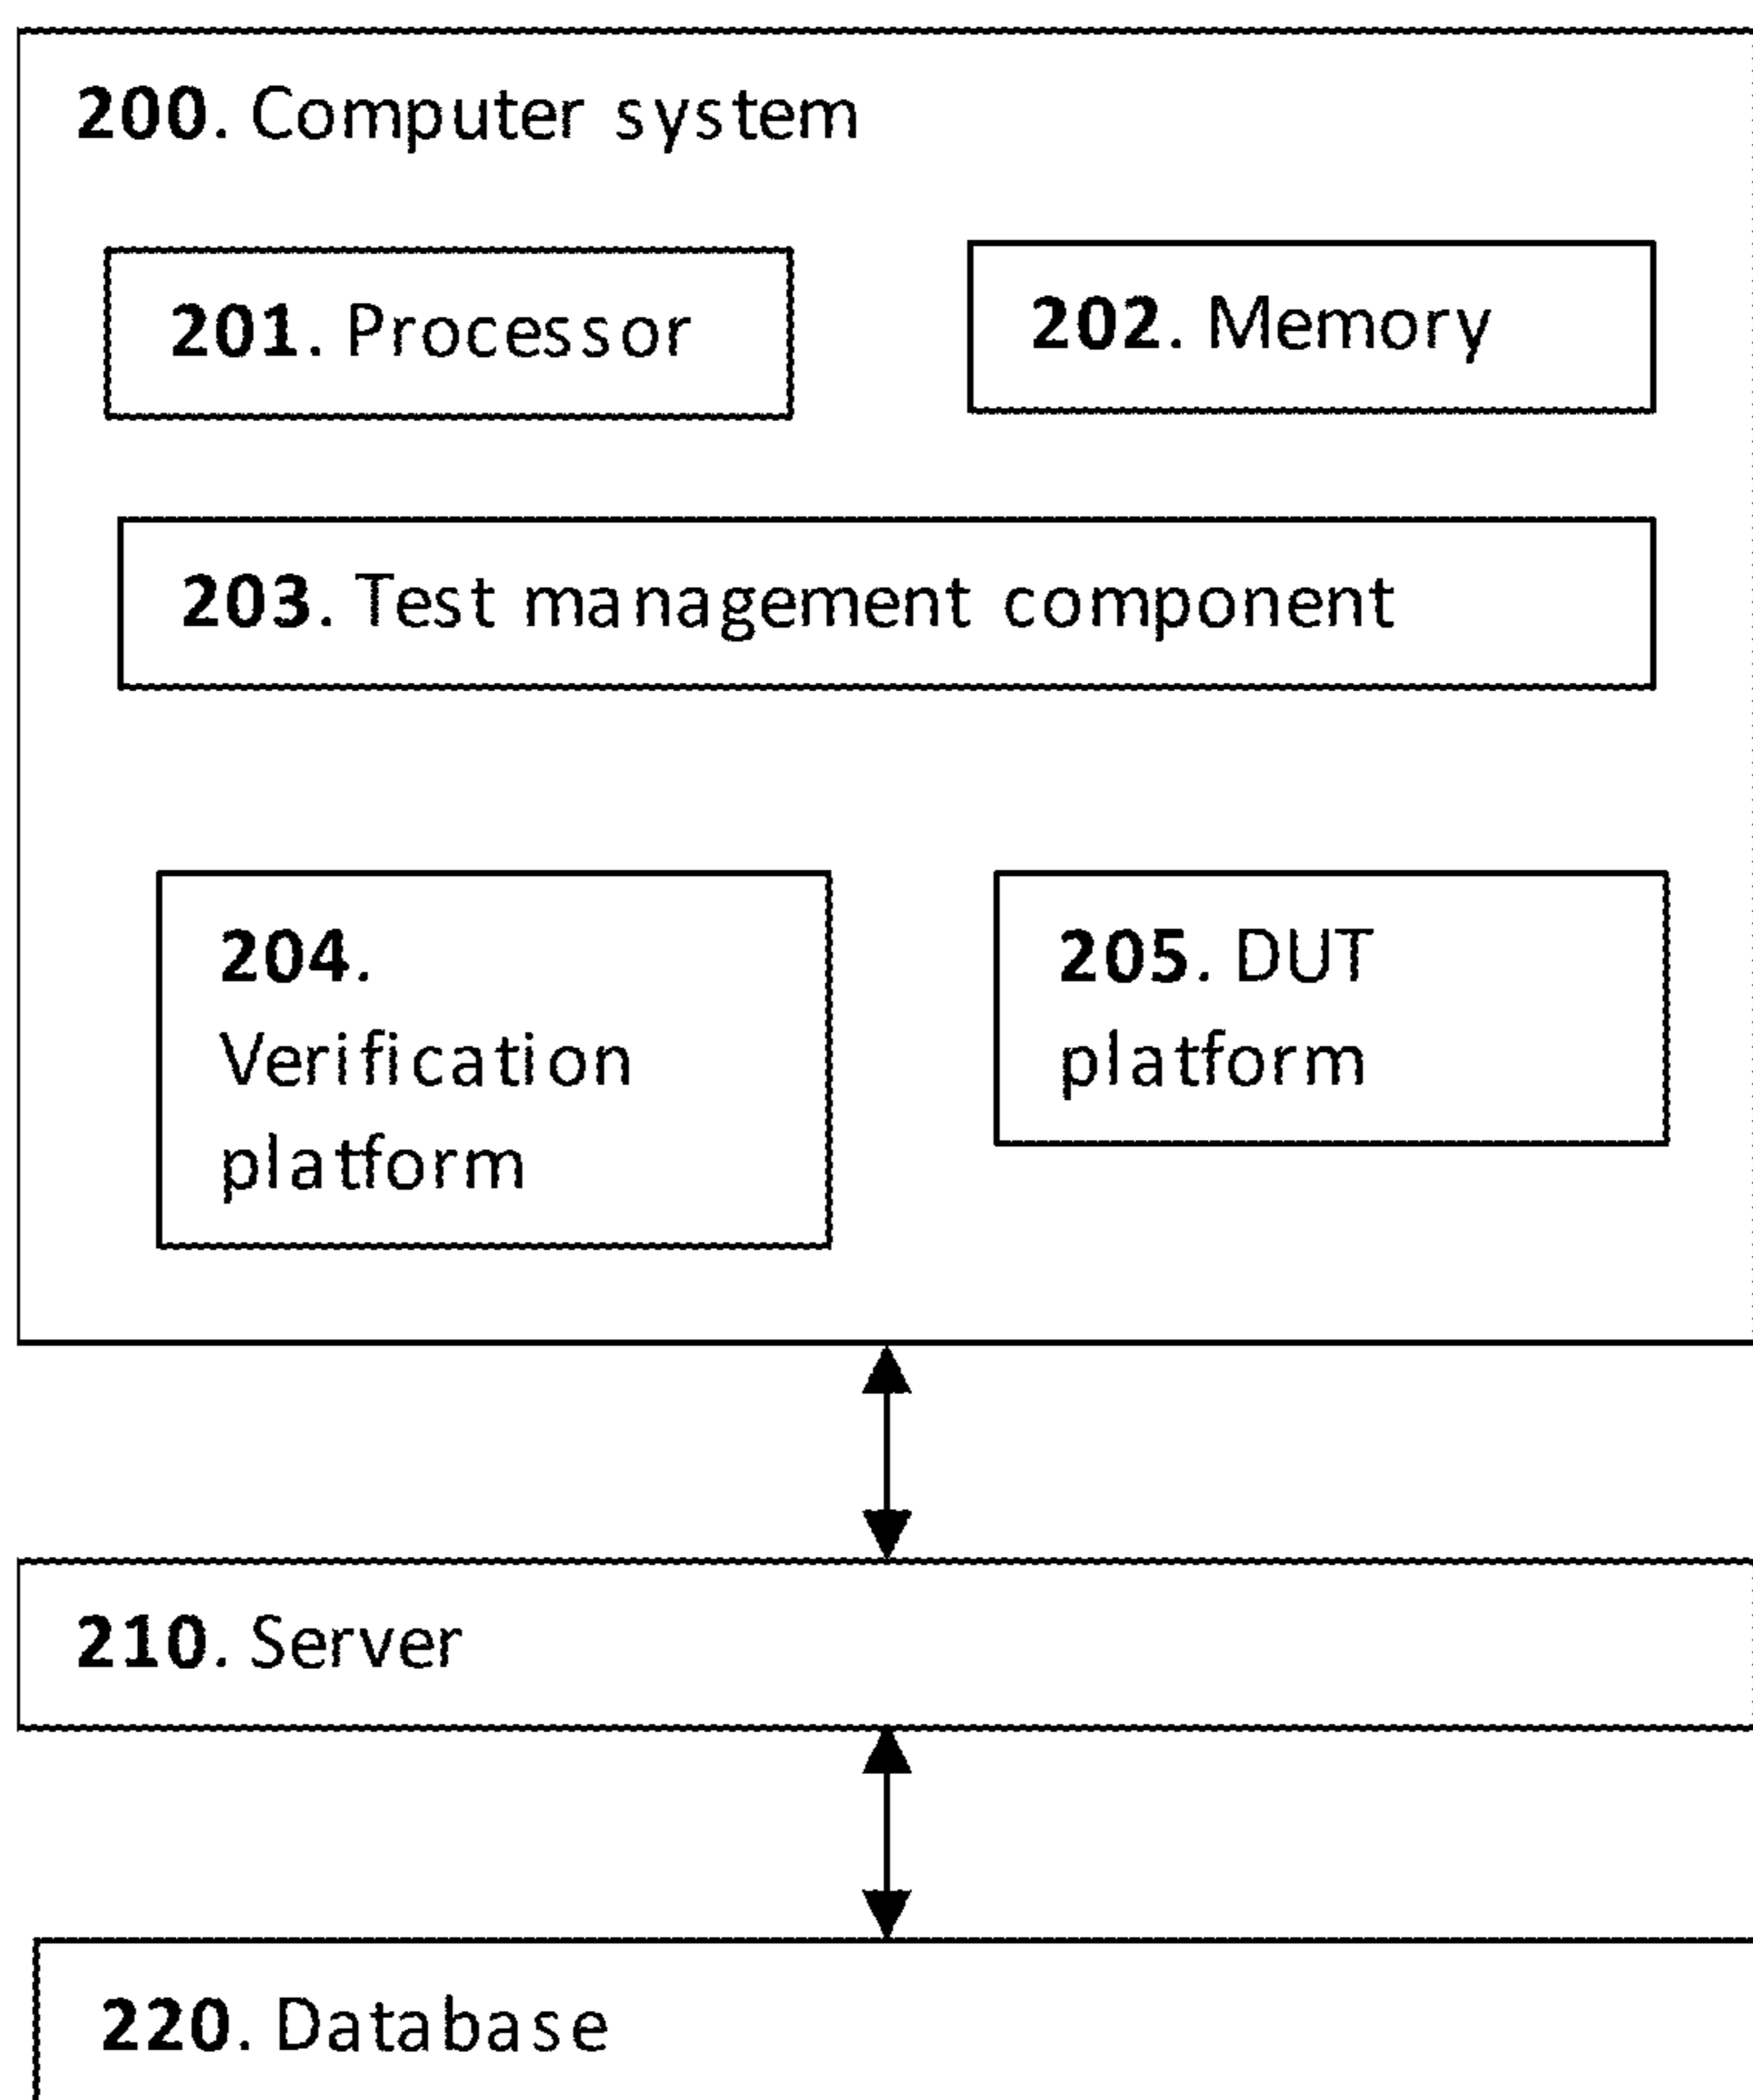 200. Computer system
201. Processor
202. Memory
203. Test management component
204.
Verification
platform
205. DUT
platform
210. Server
220. Database